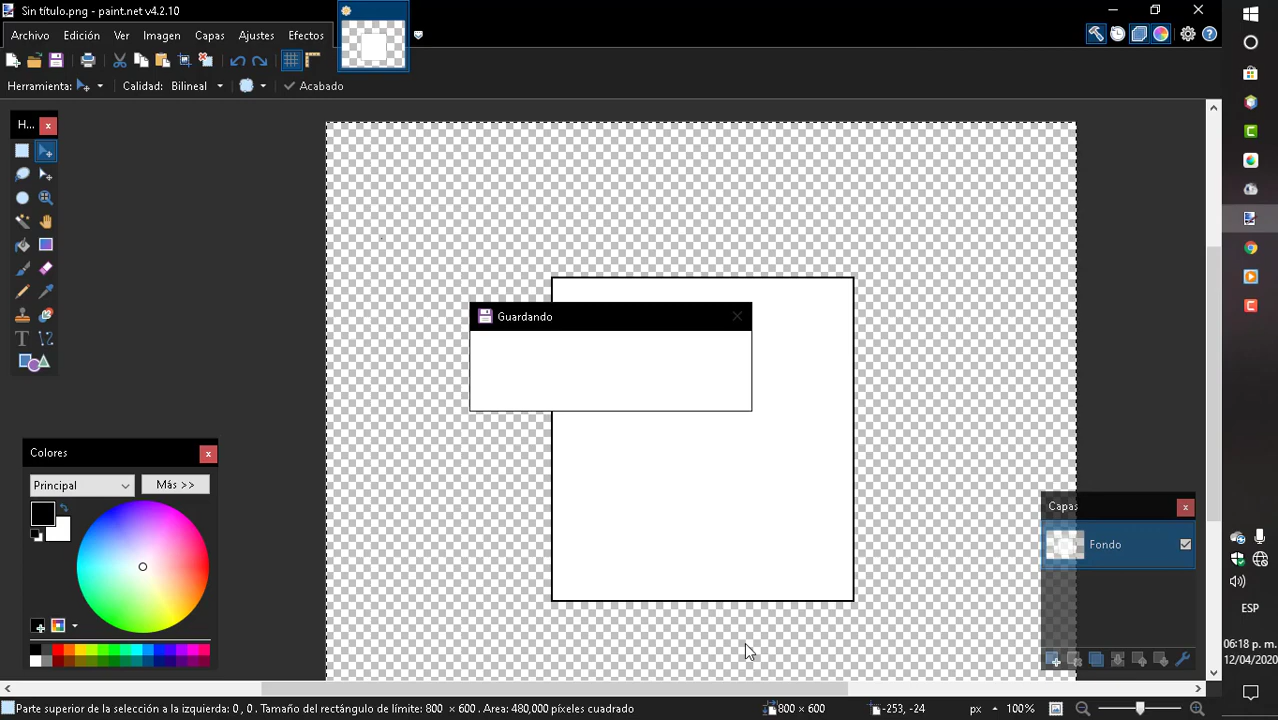 Sin título.png - paint.net v4.2.10
Archivo Edición Ver Imagen Capas Ajustes Efectos
Herramienta: Calidad: Bilineal Acabado
H...
Guardando
Colores
Principal Más >>
Capas
Fondo
ESP
06:18 p. m.
12/04/2020
Parte superior de la selección a la izquierda: 0 , 0 . Tamaño del rectángulo de límite: 800 × 600 . Area: 480,000 píxeles cuadrado 800 × 600 -253, -24 px 100%